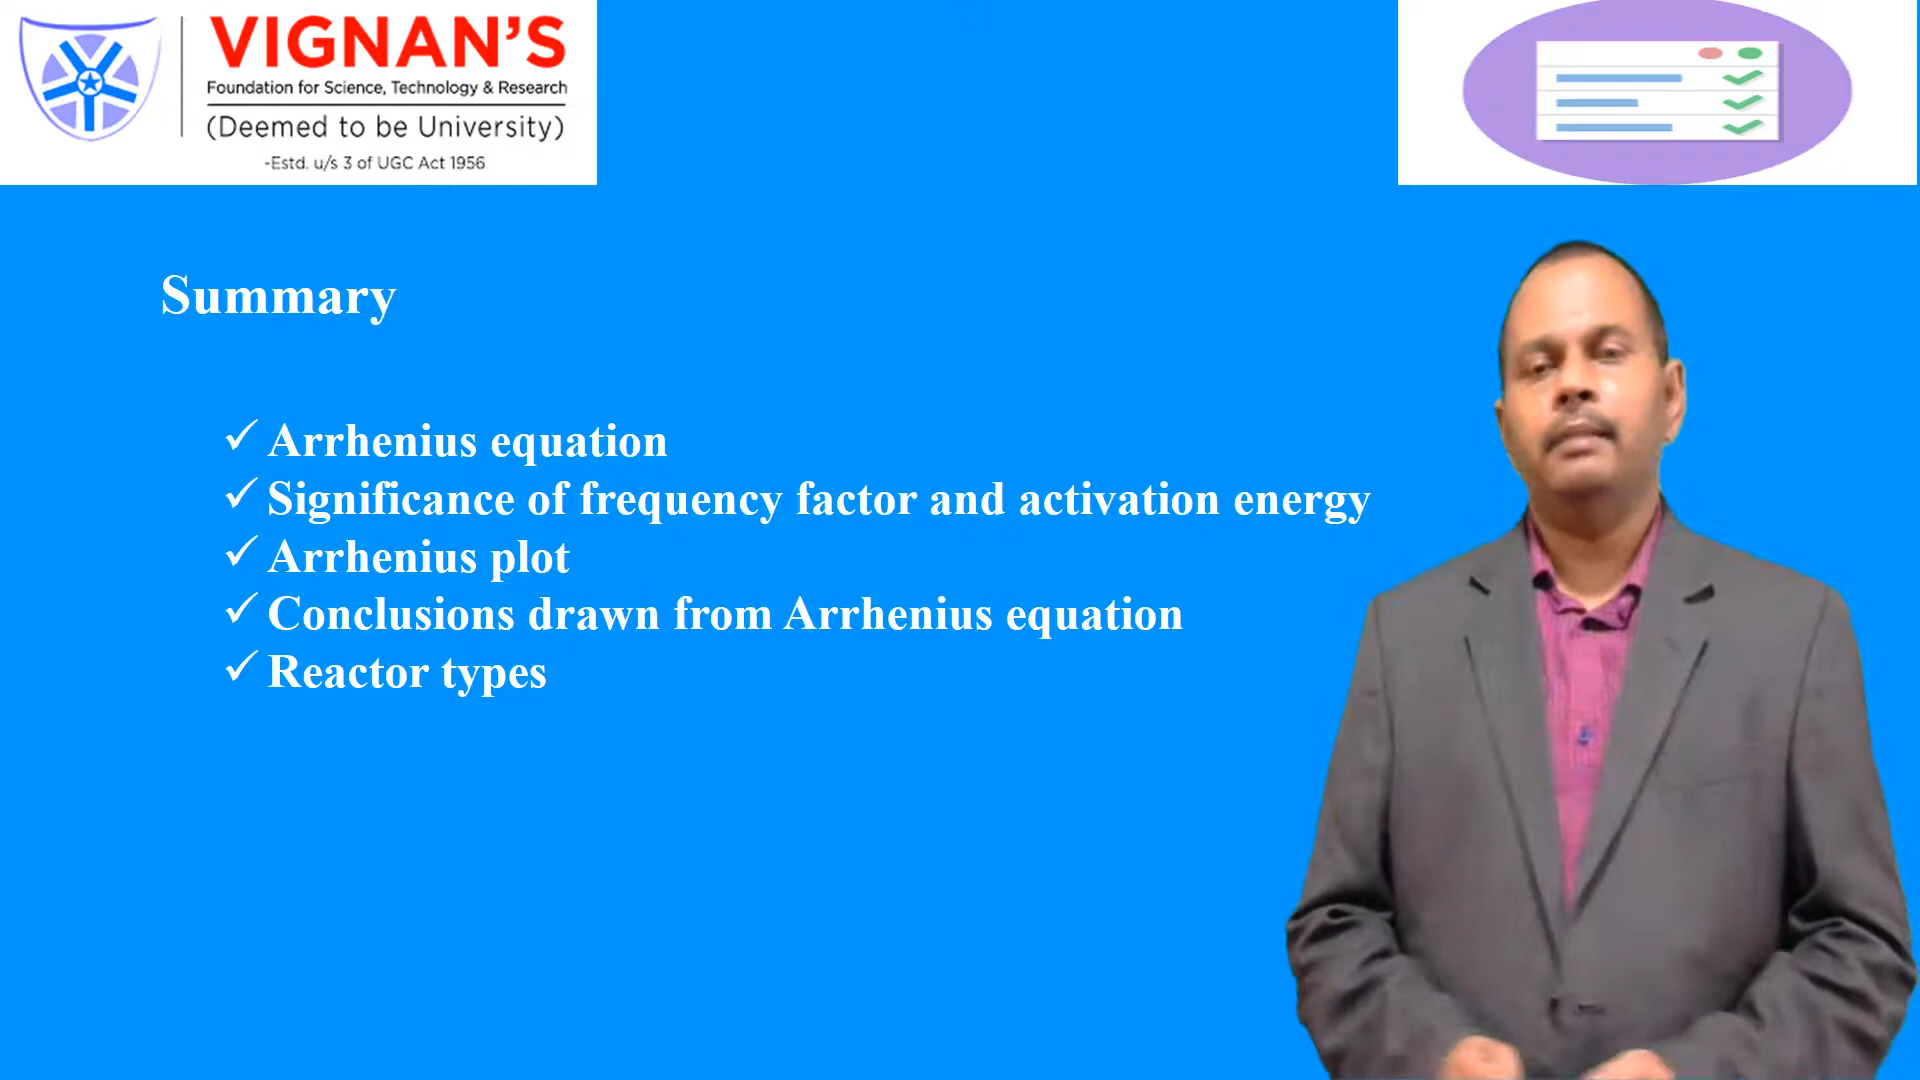 VIGNAN'S
Foundation for Science, Technology & Research
(Deemed to be University)
-Estd. u/s 3 of UGC Act 1956
Summary
✓ Arrhenius equation
✓ Significance of frequency factor and activation energy
✓ Arrhenius plot
✓ Conclusions drawn from Arrhenius equation
✓ Reactor types